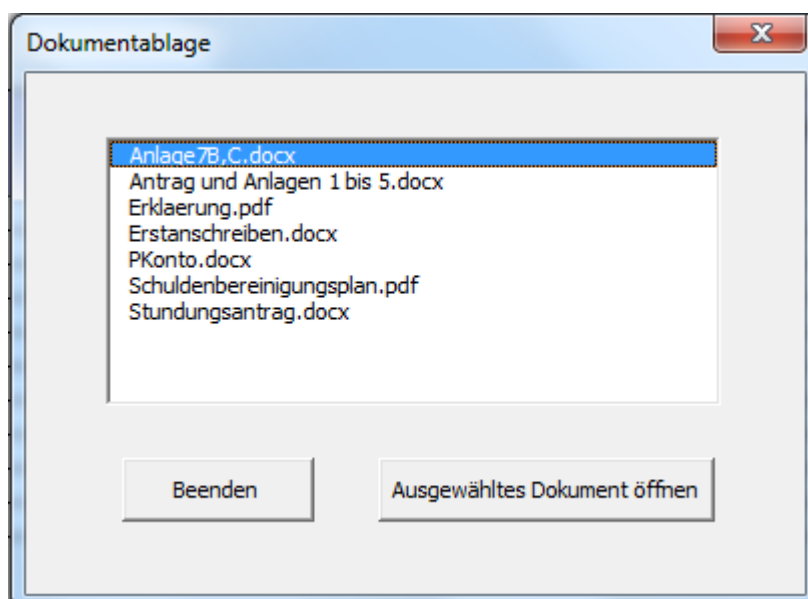 Dokumentablage
Anlage7B,C.docx
Antrag und Anlagen 1 bis 5.docx
Erklaerung.pdf
Erstanschreiben.docx
PKonto.docx
Schuldenbereinigungsplan.pdf
Stundungsantrag.docx
Beenden
Ausgewähltes Dokument öffnen